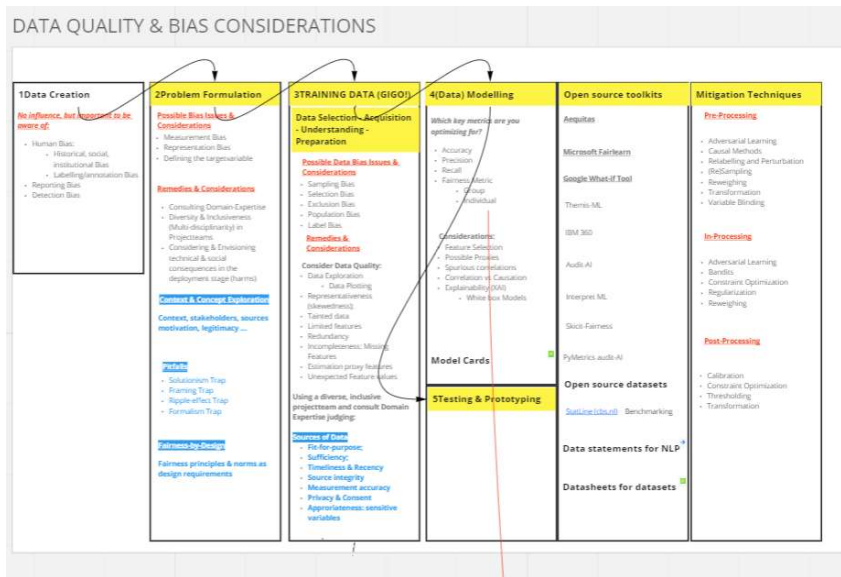 DATA QUALITY & BIAS CONSIDERATIONS
1Data Creation
No influence, but important to be
aware of:
Human Bias:
Historical, social,
institutional Bias
Labelling/annotation Bias
Reporting Bias
Detection Bias
2Problem Formulation
Possible Bias Issues &
Considerations
Measurement Bias
Representation Bias
Defining the targetvariable
Remedies & Considerations
Consulting Domain-Expertise
Diversity & Inclusiveness
(Multi-disciplinarity) in
Projectteams
Considering & Envisioning
technical & social
consequences in the
deployment stage (harms)
Context & Concept Exploration
Context, stakeholders, sources
motivation, legitimacy ...
Pitfalls
Solutionism Trap
Framing Trap
Ripple-effect Trap
Formalism Trap
Fairness-by-Design
Fairness principles & norms as
design requirements
3TRAINING DATA (GIGO!)
Data Selection - Acquisition
- Understanding -
Preparation
Possible Data Bias Issues &
Considerations
Sampling Bias
Selection Bias
Exclusion Bias
Population Bias
Label Bias
Remedies &
Considerations
Consider Data Quality:
Data Exploration
Data Plotting
Representativeness
(skewedness);
Tainted data
Limited features
Redundancy
Incompleteness: Missing
Features
Estimation proxy features
Unexpected Feature values
Using a diverse, inclusive
projectteam and consult Domain
Expertise judging:
Sources of Data
Fit-for-purpose;
Sufficiency;
Timeliness & Recency
Source integrity
Measurement accuracy
Privacy & Consent
Approriateness: sensitive
variables
4(Data) Modelling
Which key metrics are you
optimizing for?
Accuracy
Precision
Recall
Fairness Metric
Group
Individual
Considerations:
Feature Selection
Possible Proxies
Spurious correlations
Correlation vs Causation
Explainability (XAI)
White box Models
Model Cards
5Testing & Prototyping
Open source toolkits
Aequitas
Microsoft Fairlearn
Google What-if Tool
Themis-ML
IBM 360
Audit-AI
Interpret ML
Skicit-Fairness
PyMetrics audit-AI
Open source datasets
StatLine (cbs.nl) Benchmarking
Data statements for NLP
Datasheets for datasets
Mitigation Techniques
Pre-Processing
Adversarial Learning
Causal Methods
Relabelling and Perturbation
(Re)Sampling
Reweighing
Transformation
Variable Blinding
In-Processing
Adversarial Learning
Bandits
Constraint Optimization
Regularization
Reweighing
Post-Processing
Calibration
Constraint Optimization
Thresholding
Transformation